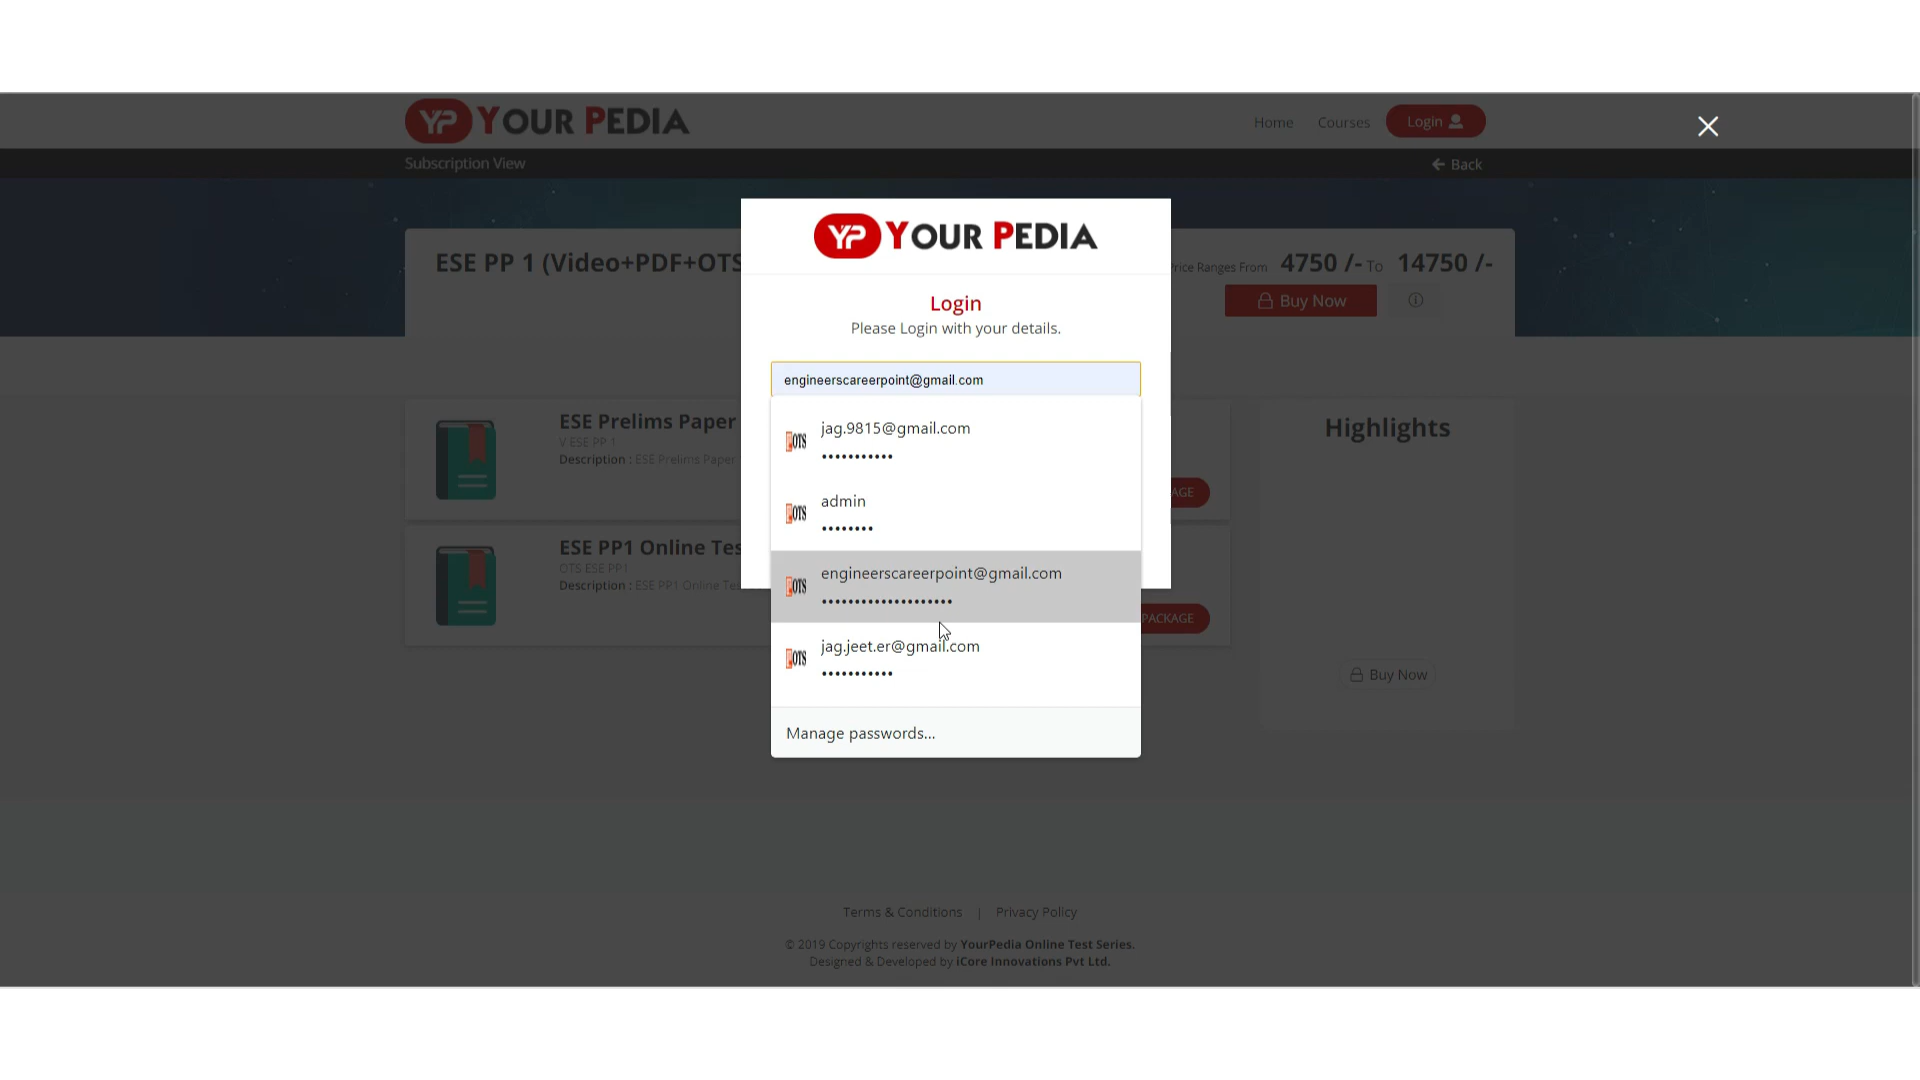 YP YOUR PEDIA
Home
Courses
Login
Subscription View
Back
ESE PP 1 (Video+PDF+OTS
Price Ranges From 4750 /- To 14750 /-
Buy Now
YP YOUR PEDIA
Login
Please Login with your details.
engineerscareerpoint@gmail.com
jag.9815@gmail.com
•••••••••••
admin
••••••••
engineerscareerpoint@gmail.com
••••••••••••••••••••
jag.jeet.er@gmail.com
•••••••••••
Manage passwords...
ESE Prelims Paper
V ESE PP 1
Description : ESE Prelims Paper
AGE
ESE PP1 Online Tes
OTS ESE PP1
Description : ESE PP1 Online Tes
PACKAGE
Highlights
Buy Now
Terms & Conditions | Privacy Policy
© 2019 Copyrights reserved by YourPedia Online Test Series.
Designed & Developed by iCore Innovations Pvt Ltd.